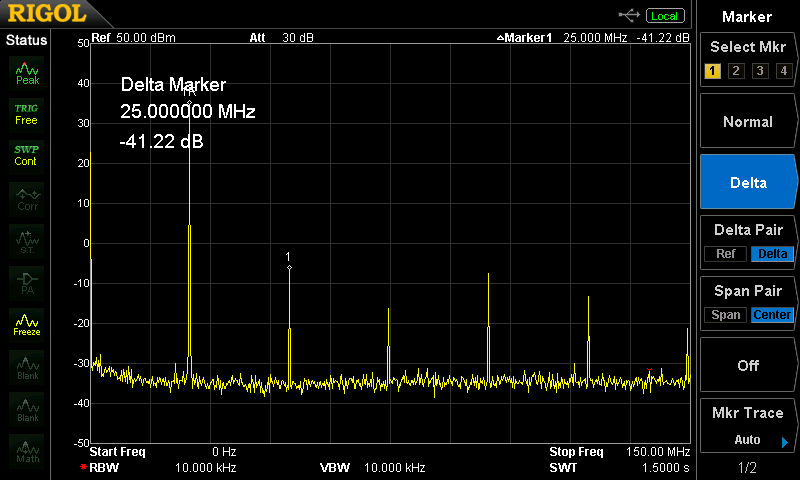 RIGOL
Local
Status
Peak
TRIG
Free
SWP
Cont
Corr
S.T.
PA
Freeze
Blank
Blank
Math
Ref 50.00 dBm
Att 30 dB
Marker1 25.000 MHz -41.22 dB
50
40
30
20
10
0
-10
-20
-30
-40
-50
Delta Marker
1R
25.000000 MHz
-41.22 dB
1
Start Freq 0 Hz
Stop Freq 150.00 MHz
RBW 10.000 kHz
VBW 10.000 kHz
SWT 1.5000 s
Marker
Select Mkr
1 2 3 4
Normal
Delta
Delta Pair
Ref Delta
Span Pair
Span Center
Off
Mkr Trace
Auto
1/2